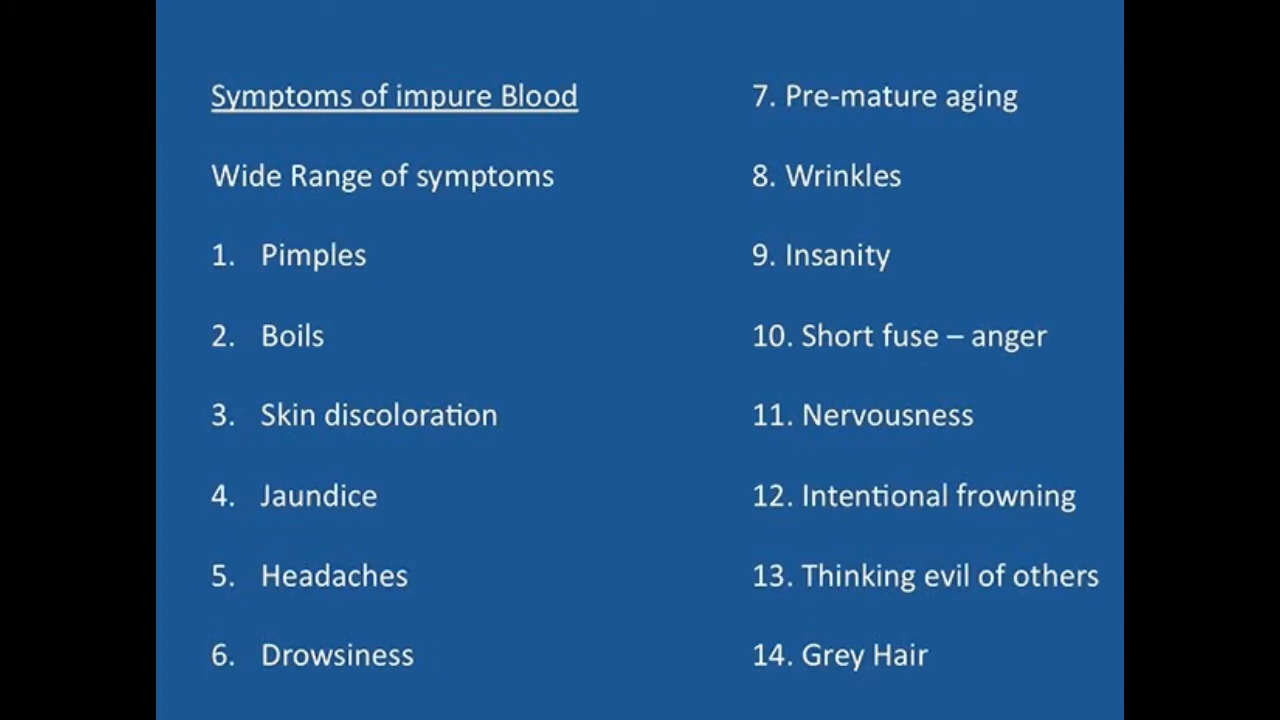 Symptoms of impure Blood
Wide Range of symptoms
1. Pimples
2. Boils
3. Skin discoloration
4. Jaundice
5. Headaches
6. Drowsiness
7. Pre-mature aging
8. Wrinkles
9. Insanity
10. Short fuse – anger
11. Nervousness
12. Intentional frowning
13. Thinking evil of others
14. Grey Hair